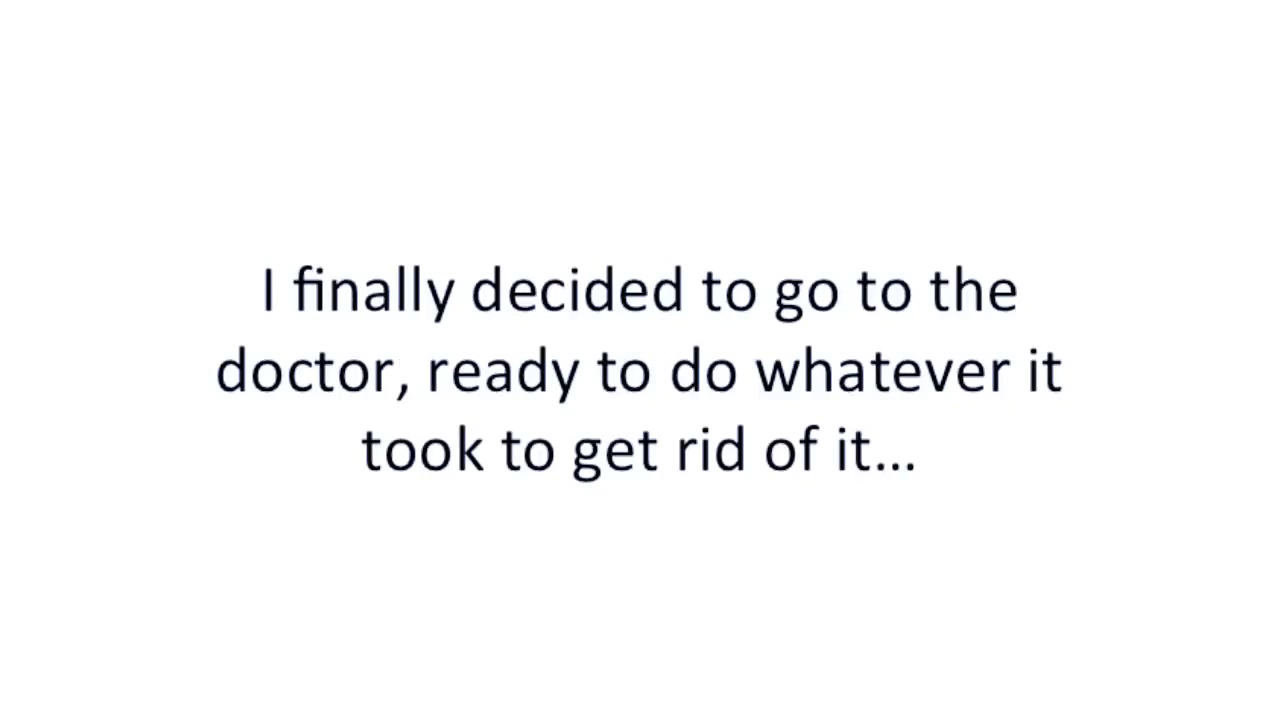 I finally decided to go to the
doctor, ready to do whatever it
took to get rid of it...